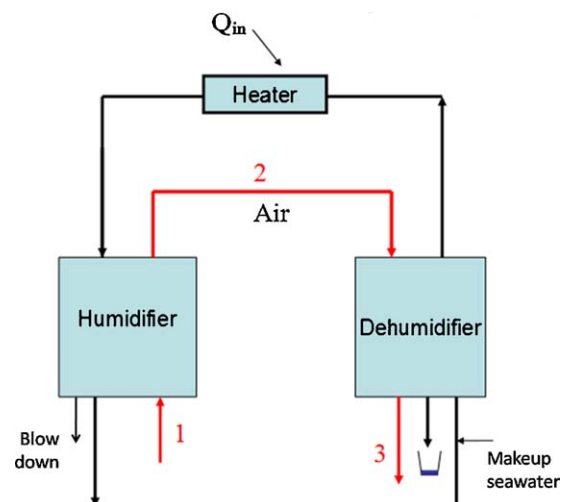 Qin
Heater
2
Air
Humidifier
Dehumidifier
Blow
down
1
3
Makeup
seawater